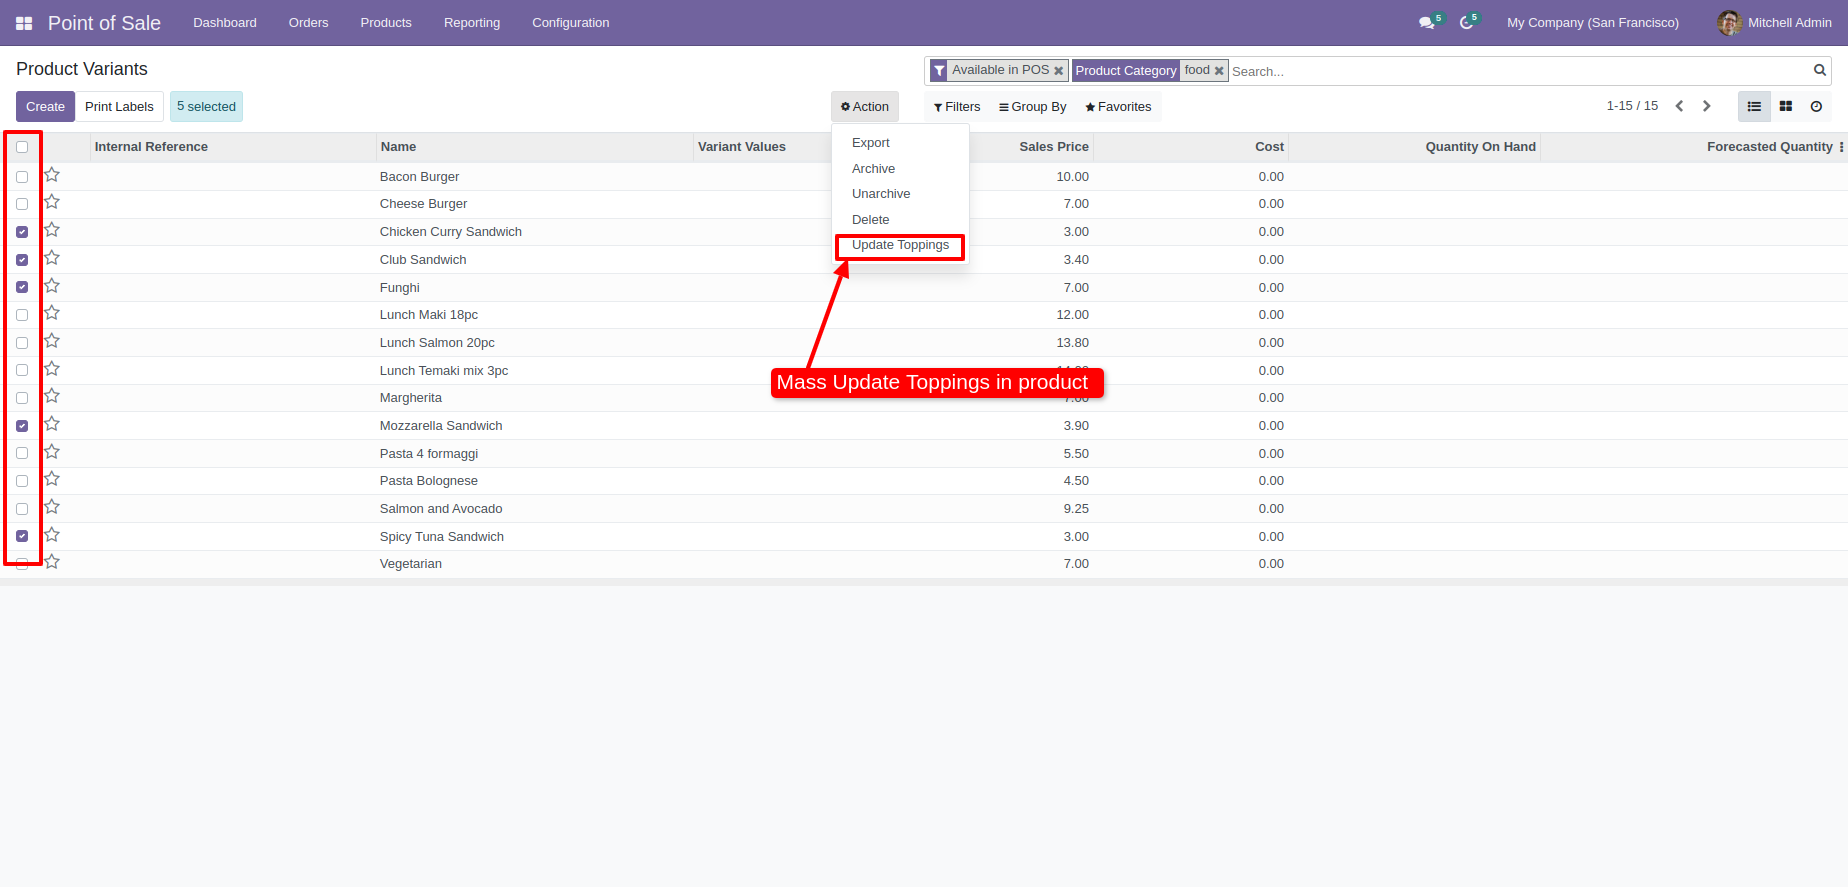 Point of Sale Dashboard Orders Products Reporting Configuration 5 5 My Company (San Francisco) Mitchell Admin
Product Variants Available in POS Product Category food Search...
Create Print Labels 5 selected Action Filters Group By Favorites 1-15 / 15
Export
Archive
Unarchive
Delete
Update Toppings
Internal Reference Name Variant Values Sales Price Cost Quantity On Hand Forecasted Quantity
Bacon Burger 10.00 0.00
Cheese Burger 7.00 0.00
Chicken Curry Sandwich 3.00 0.00
Club Sandwich 3.40 0.00
Funghi 7.00 0.00
Lunch Maki 18pc 12.00 0.00
Lunch Salmon 20pc 13.80 0.00
Lunch Temaki mix 3pc 0.00
Mass Update Toppings in product
Margherita 7.00 0.00
Mozzarella Sandwich 3.90 0.00
Pasta 4 formaggi 5.50 0.00
Pasta Bolognese 4.50 0.00
Salmon and Avocado 9.25 0.00
Spicy Tuna Sandwich 3.00 0.00
Vegetarian 7.00 0.00